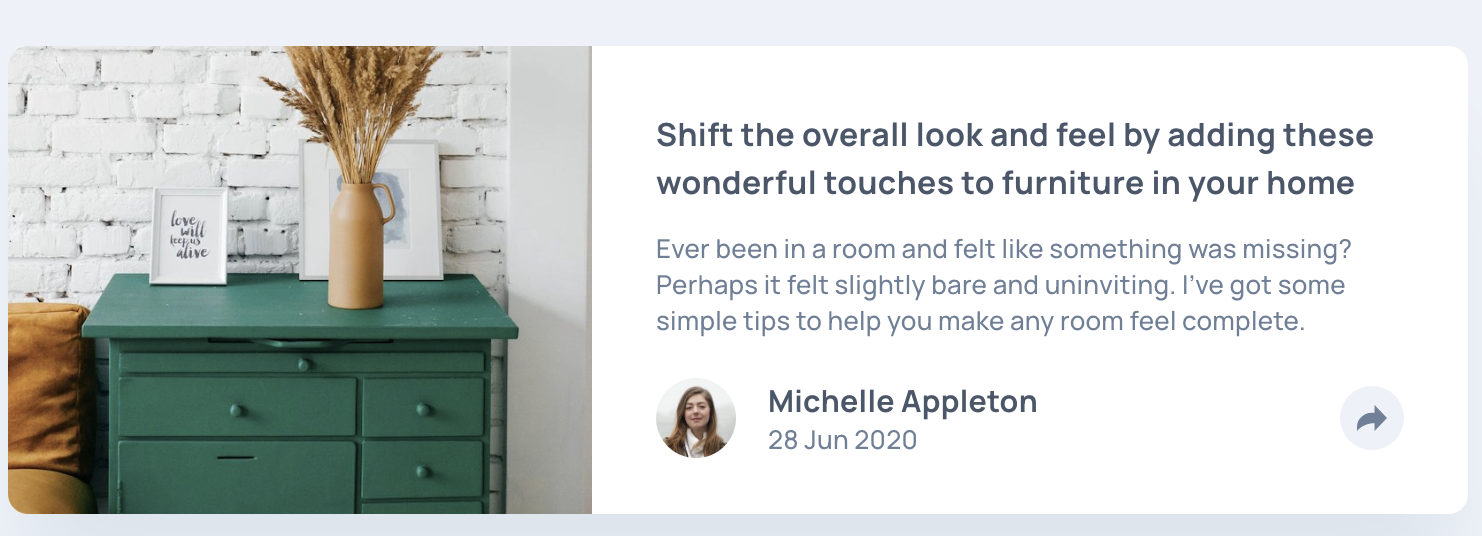 love
will
keep us
alive
Shift the overall look and feel by adding these
wonderful touches to furniture in your home
Ever been in a room and felt like something was missing?
Perhaps it felt slightly bare and uninviting. I’ve got some
simple tips to help you make any room feel complete.
Michelle Appleton
28 Jun 2020